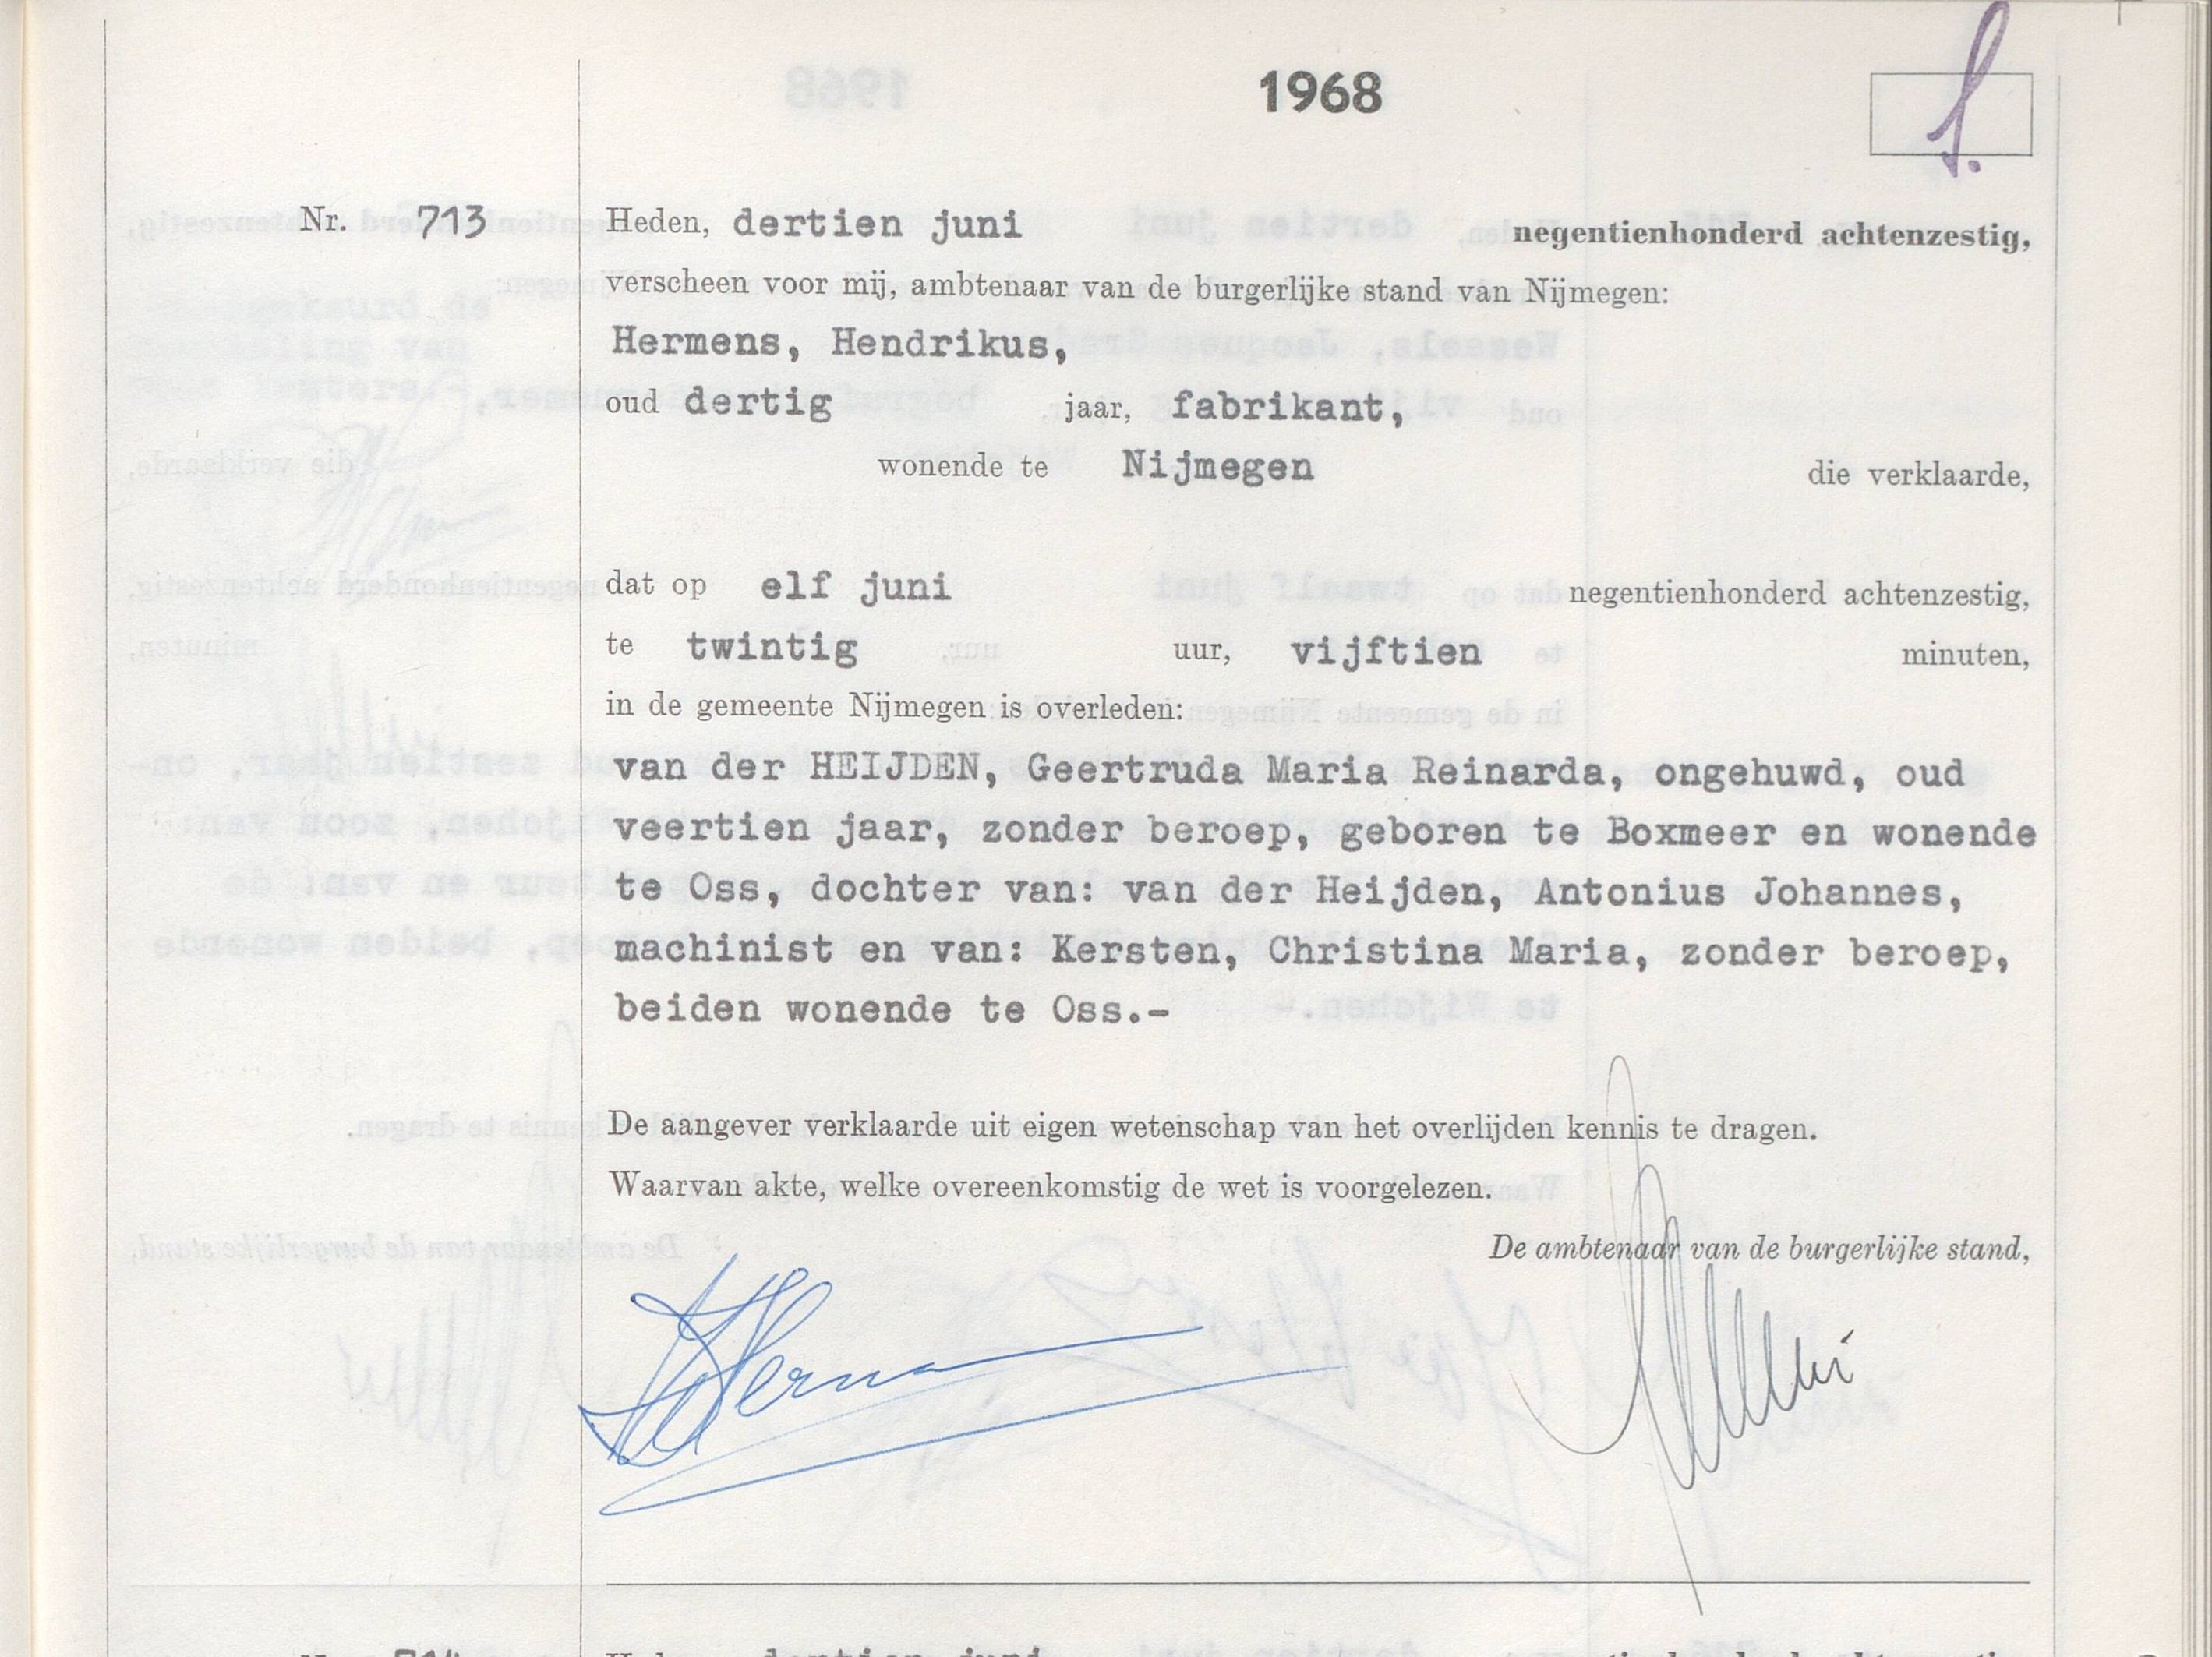 1968
Nr. 713
Heden, dertien juni negentienhonderd achtenzestig,
verscheen voor mij, ambtenaar van de burgerlijke stand van Nijmegen:
Hermens, Hendrikus,
oud dertig jaar, fabrikant,
wonende te Nijmegen die verklaarde,
dat op elf juni negentienhonderd achtenzestig,
te twintig uur, vijftien minuten,
in de gemeente Nijmegen is overleden:
van der HEIJDEN, Geertruda Maria Reinarda, ongehuwd, oud
veertien jaar, zonder beroep, geboren te Boxmeer en wonende
te Oss, dochter van: van der Heijden, Antonius Johannes,
machinist en van: Kersten, Christina Maria, zonder beroep,
beiden wonende te Oss.-
De aangever verklaarde uit eigen wetenschap van het overlijden kennis te dragen.
Waarvan akte, welke overeenkomstig de wet is voorgelezen.
De ambtenaar van de burgerlijke stand,
dertien juni